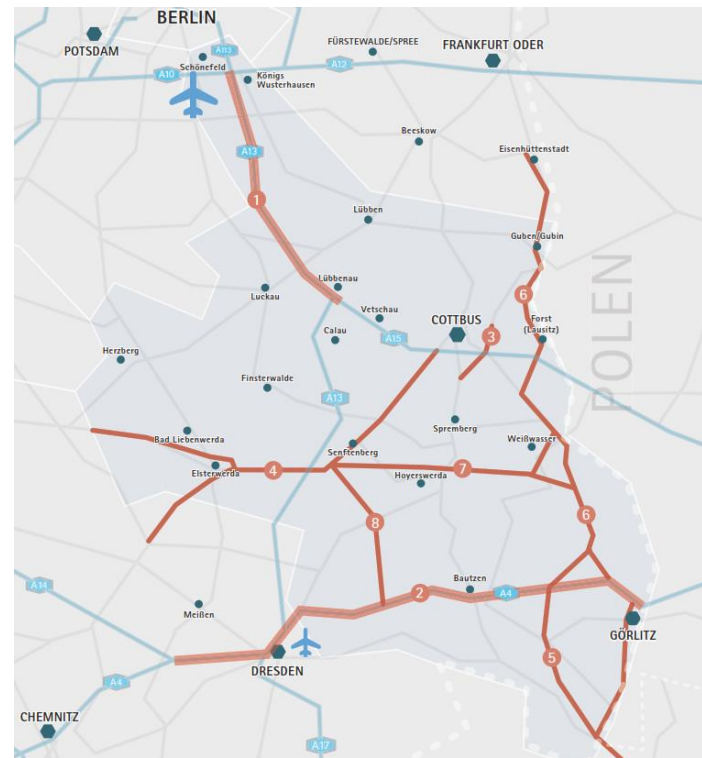 BERLIN
POTSDAM
Schönefeld
A113
A10
Königs
Wusterhausen
A12
FÜRSTEWALDE/SPREE
FRANKFURT ODER
A13
Beeskow
Eisenhüttenstadt
1
Lübben
Guben/Gubin
POLEN
Lübbenau
Luckau
6
Vetschau
COTTBUS
3
Forst
(Lausitz)
Calau
A15
Herzberg
Finsterwalde
A13
Spremberg
Bad Liebenwerda
Weißwasser
Senftenberg
Elsterwerda
4
7
Hoyerswerda
8
6
A14
Bautzen
2
A4
Meißen
GÖRLITZ
5
DRESDEN
A4
CHEMNITZ
A17